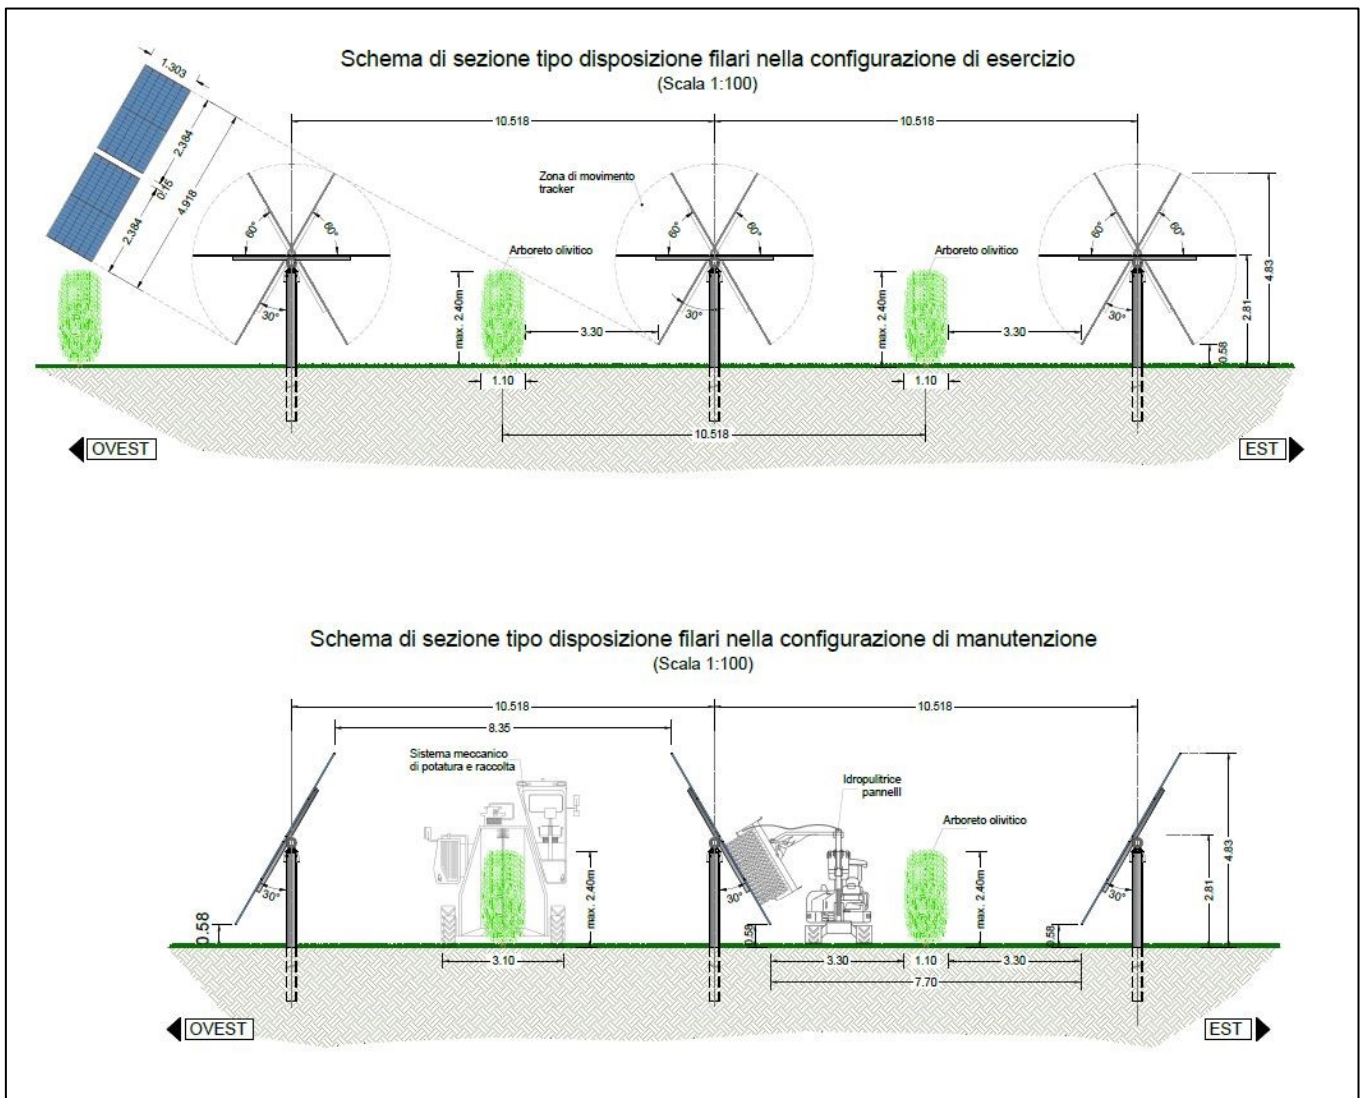 Schema di sezione tipo disposizione filari nella configurazione di esercizio
(Scala 1:100)
1.303
2.384
0.15
2.384
4.918
10.518
10.518
Zona di movimento
tracker
60°
60°
60°
60°
60°
60°
Arboreto olivitico
Arboreto olivitico
30°
30°
30°
max. 2.40m
max. 2.40m
3.30
3.30
4.83
2.81
0.58
1.10
1.10
10.518
OVEST
EST
Schema di sezione tipo disposizione filari nella configurazione di manutenzione
(Scala 1:100)
10.518
10.518
8.35
Sistema meccanico
di potatura e raccolta
Idropulitrice
pannelli
Arboreto olivitico
30°
30°
30°
max. 2.40m
max. 2.40m
4.83
2.81
0.58
0.58
0.58
3.10
3.30
1.10
3.30
7.70
OVEST
EST